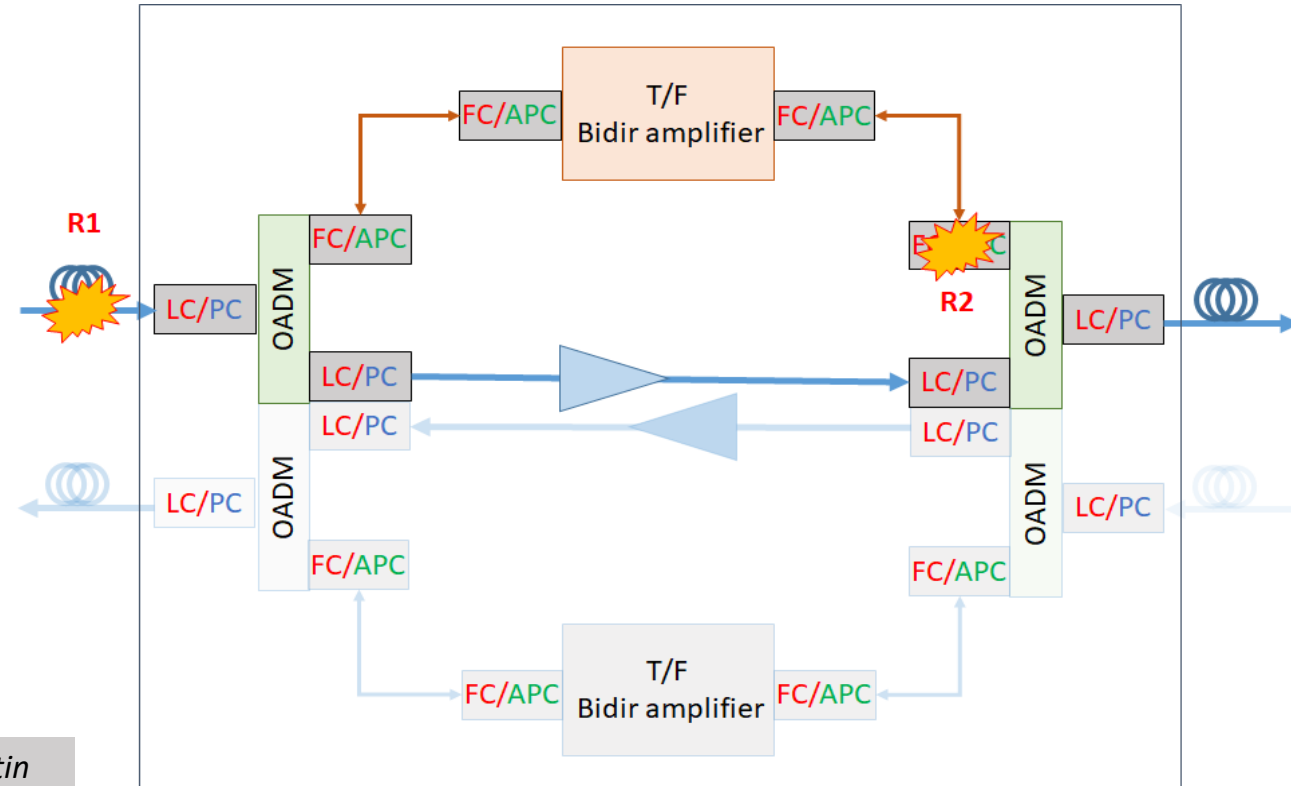 T/F
Bidir amplifier
FC/APC
FC/APC
R1
FC/APC
R2
OADM
OADM
LC/PC
LC/PC
LC/PC
LC/PC
LC/PC
LC/PC
LC/PC
LC/PC
OADM
OADM
FC/APC
FC/APC
T/F
Bidir amplifier
FC/APC
FC/APC
tin